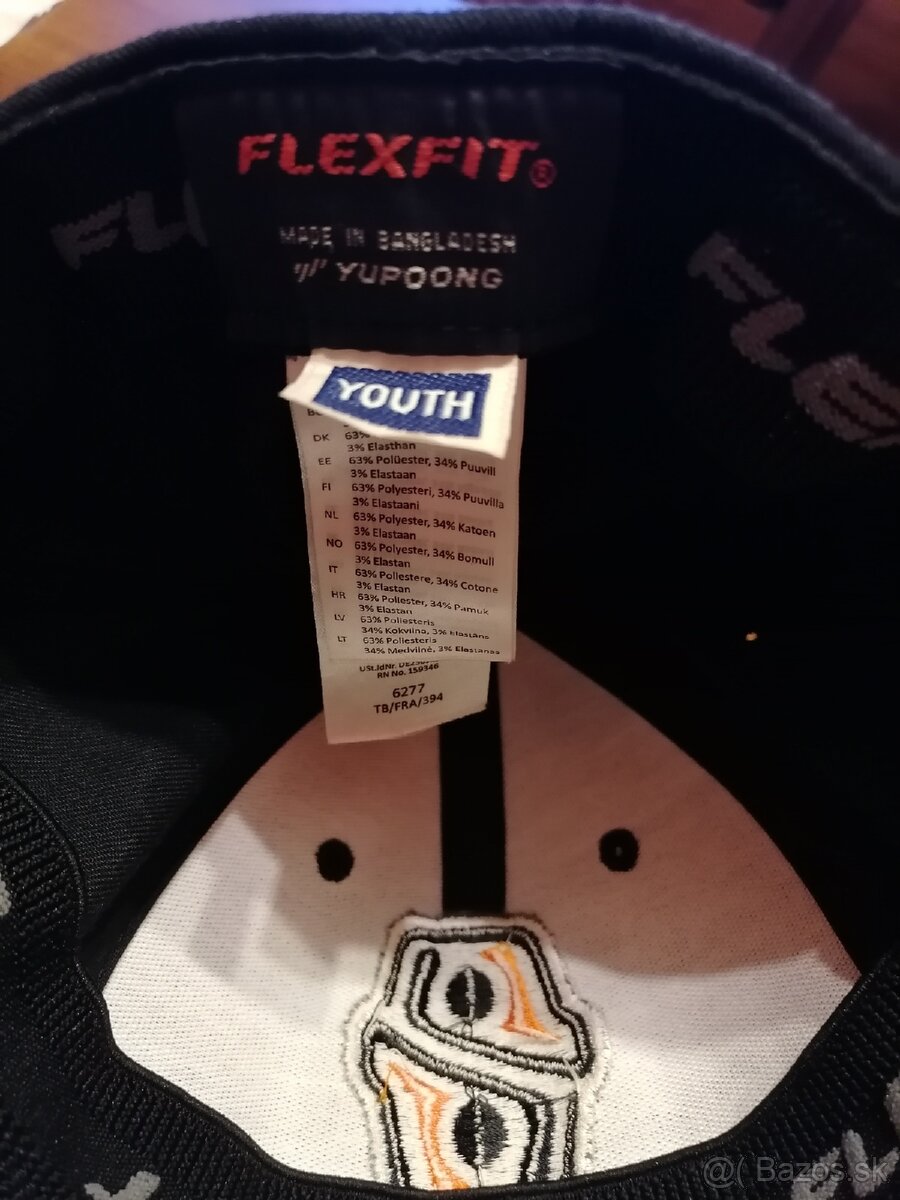 FLEXFIT®
MADE IN BANGLADESH
YUPOONG
FL
FLE
YOUTH
DK 63%
3% Elasthan
EE 63% Polüester, 34% Puuvill
3% Elastaan
FI 63% Polyesteri, 34% Puuvilla
3% Elastaani
NL 63% Polyester, 34% Katoen
3% Elastaan
NO 63% Polyester, 34% Bomull
3% Elastan
IT 63% Poliestere, 34% Cotone
3% Elastan
HR 63% Poliester, 34% Pamuk
3% Elastan
LV 63% Poliesteris
34% Kokvilna, 3% Elastāns
LT 63% Poliesteris
34% Medvilnė, 3% Elastanas
USt.IdNr.
RN No. 159346
6277
TB/FRA/394
@( Bazos.sk